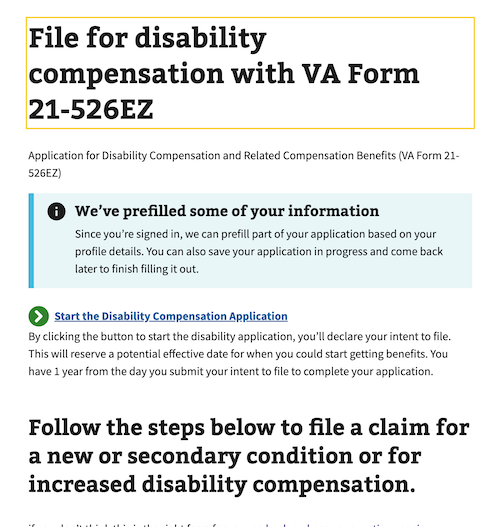 File for disability
compensation with VA Form
21-526EZ
Application for Disability Compensation and Related Compensation Benefits (VA Form 21-
526EZ)
We’ve prefilled some of your information
Since you’re signed in, we can prefill part of your application based on your
profile details. You can also save your application in progress and come back
later to finish filling it out.
Start the Disability Compensation Application
By clicking the button to start the disability application, you’ll declare your intent to file.
This will reserve a potential effective date for when you could start getting benefits. You
have 1 year from the day you submit your intent to file to complete your application.
Follow the steps below to file a claim for
a new or secondary condition or for
increased disability compensation.